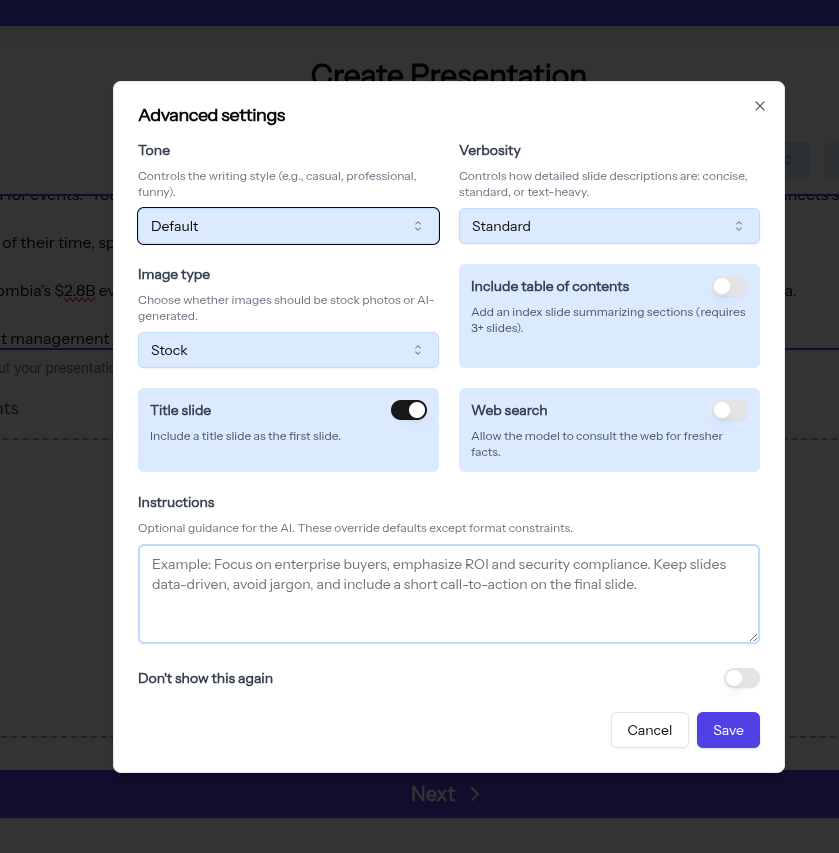 Create Presentation
Advanced settings
Tone
Controls the writing style (e.g., casual, professional,
funny).
Default
Verbosity
Controls how detailed slide descriptions are: concise,
standard, or text-heavy.
Standard
Image type
Choose whether images should be stock photos or AI-
generated.
Stock
Include table of contents
Add an index slide summarizing sections (requires
3+ slides).
Title slide
Include a title slide as the first slide.
Web search
Allow the model to consult the web for fresher
facts.
of their time, sp
ombia's $2.8B ev
a.
t management
ut your presentatio
nts
Instructions
Optional guidance for the AI. These override defaults except format constraints.
Example: Focus on enterprise buyers, emphasize ROI and security compliance. Keep slides
data-driven, avoid jargon, and include a short call-to-action on the final slide.
Don't show this again
Cancel
Save
Next